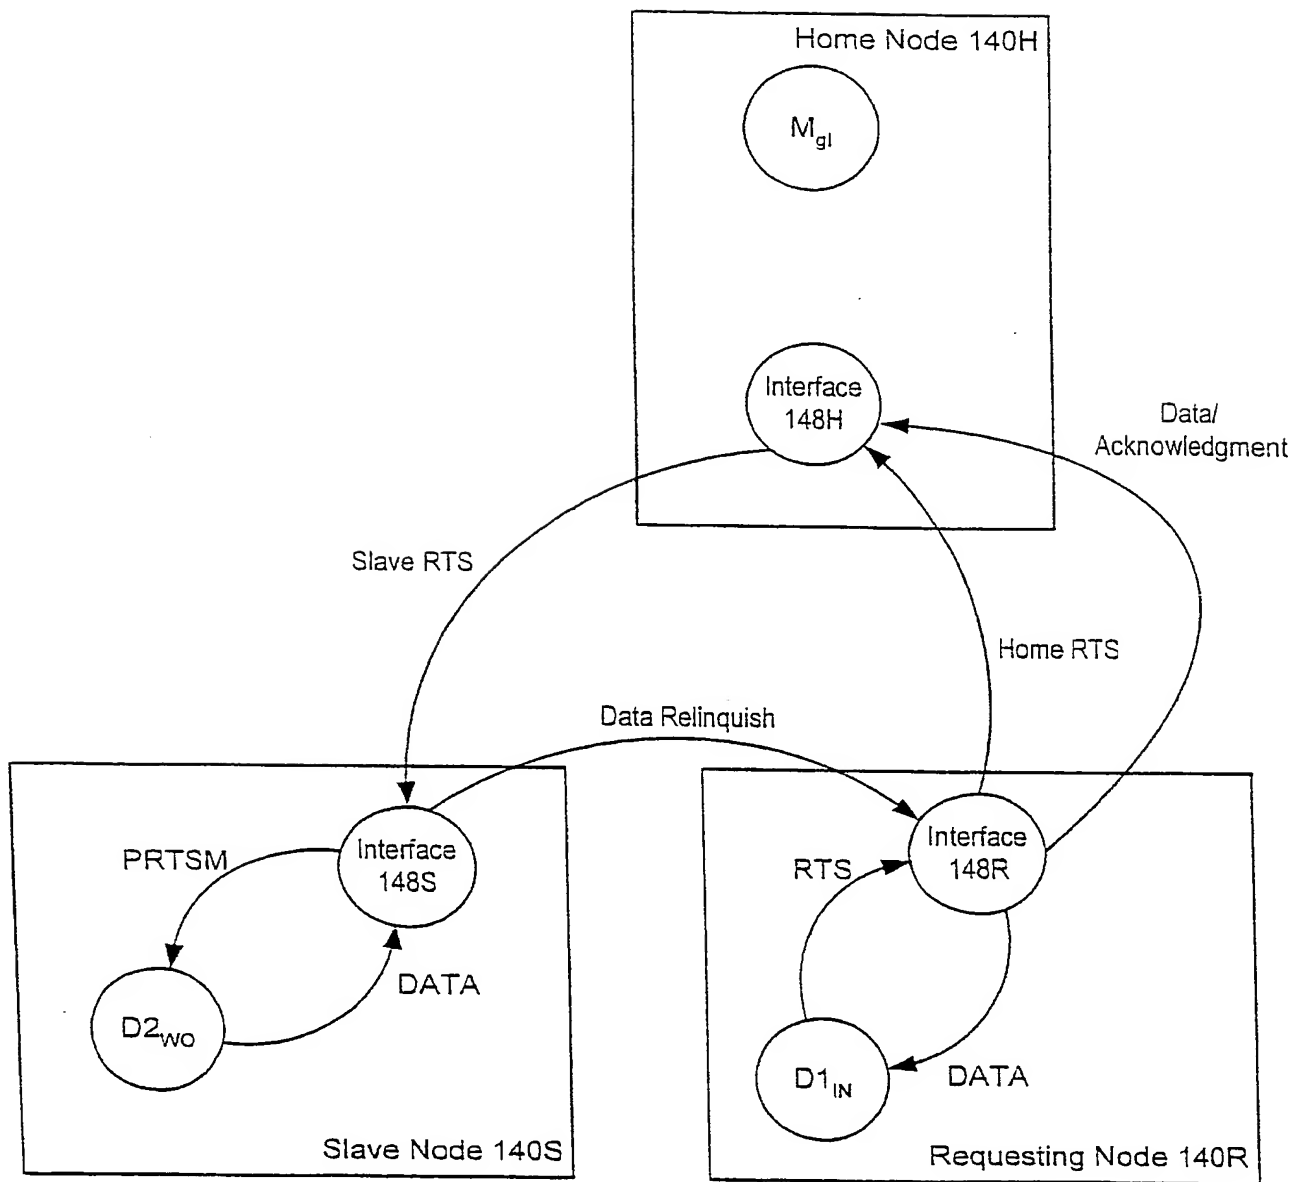 Home Node 140H
M_gl
Interface
148H
Data/
Acknowledgment
Slave RTS
Home RTS
Data Relinquish
Interface
148S
PRTSM
DATA
D2_WO
Slave Node 140S
Interface
148R
RTS
D1_IN
DATA
Requesting Node 140R